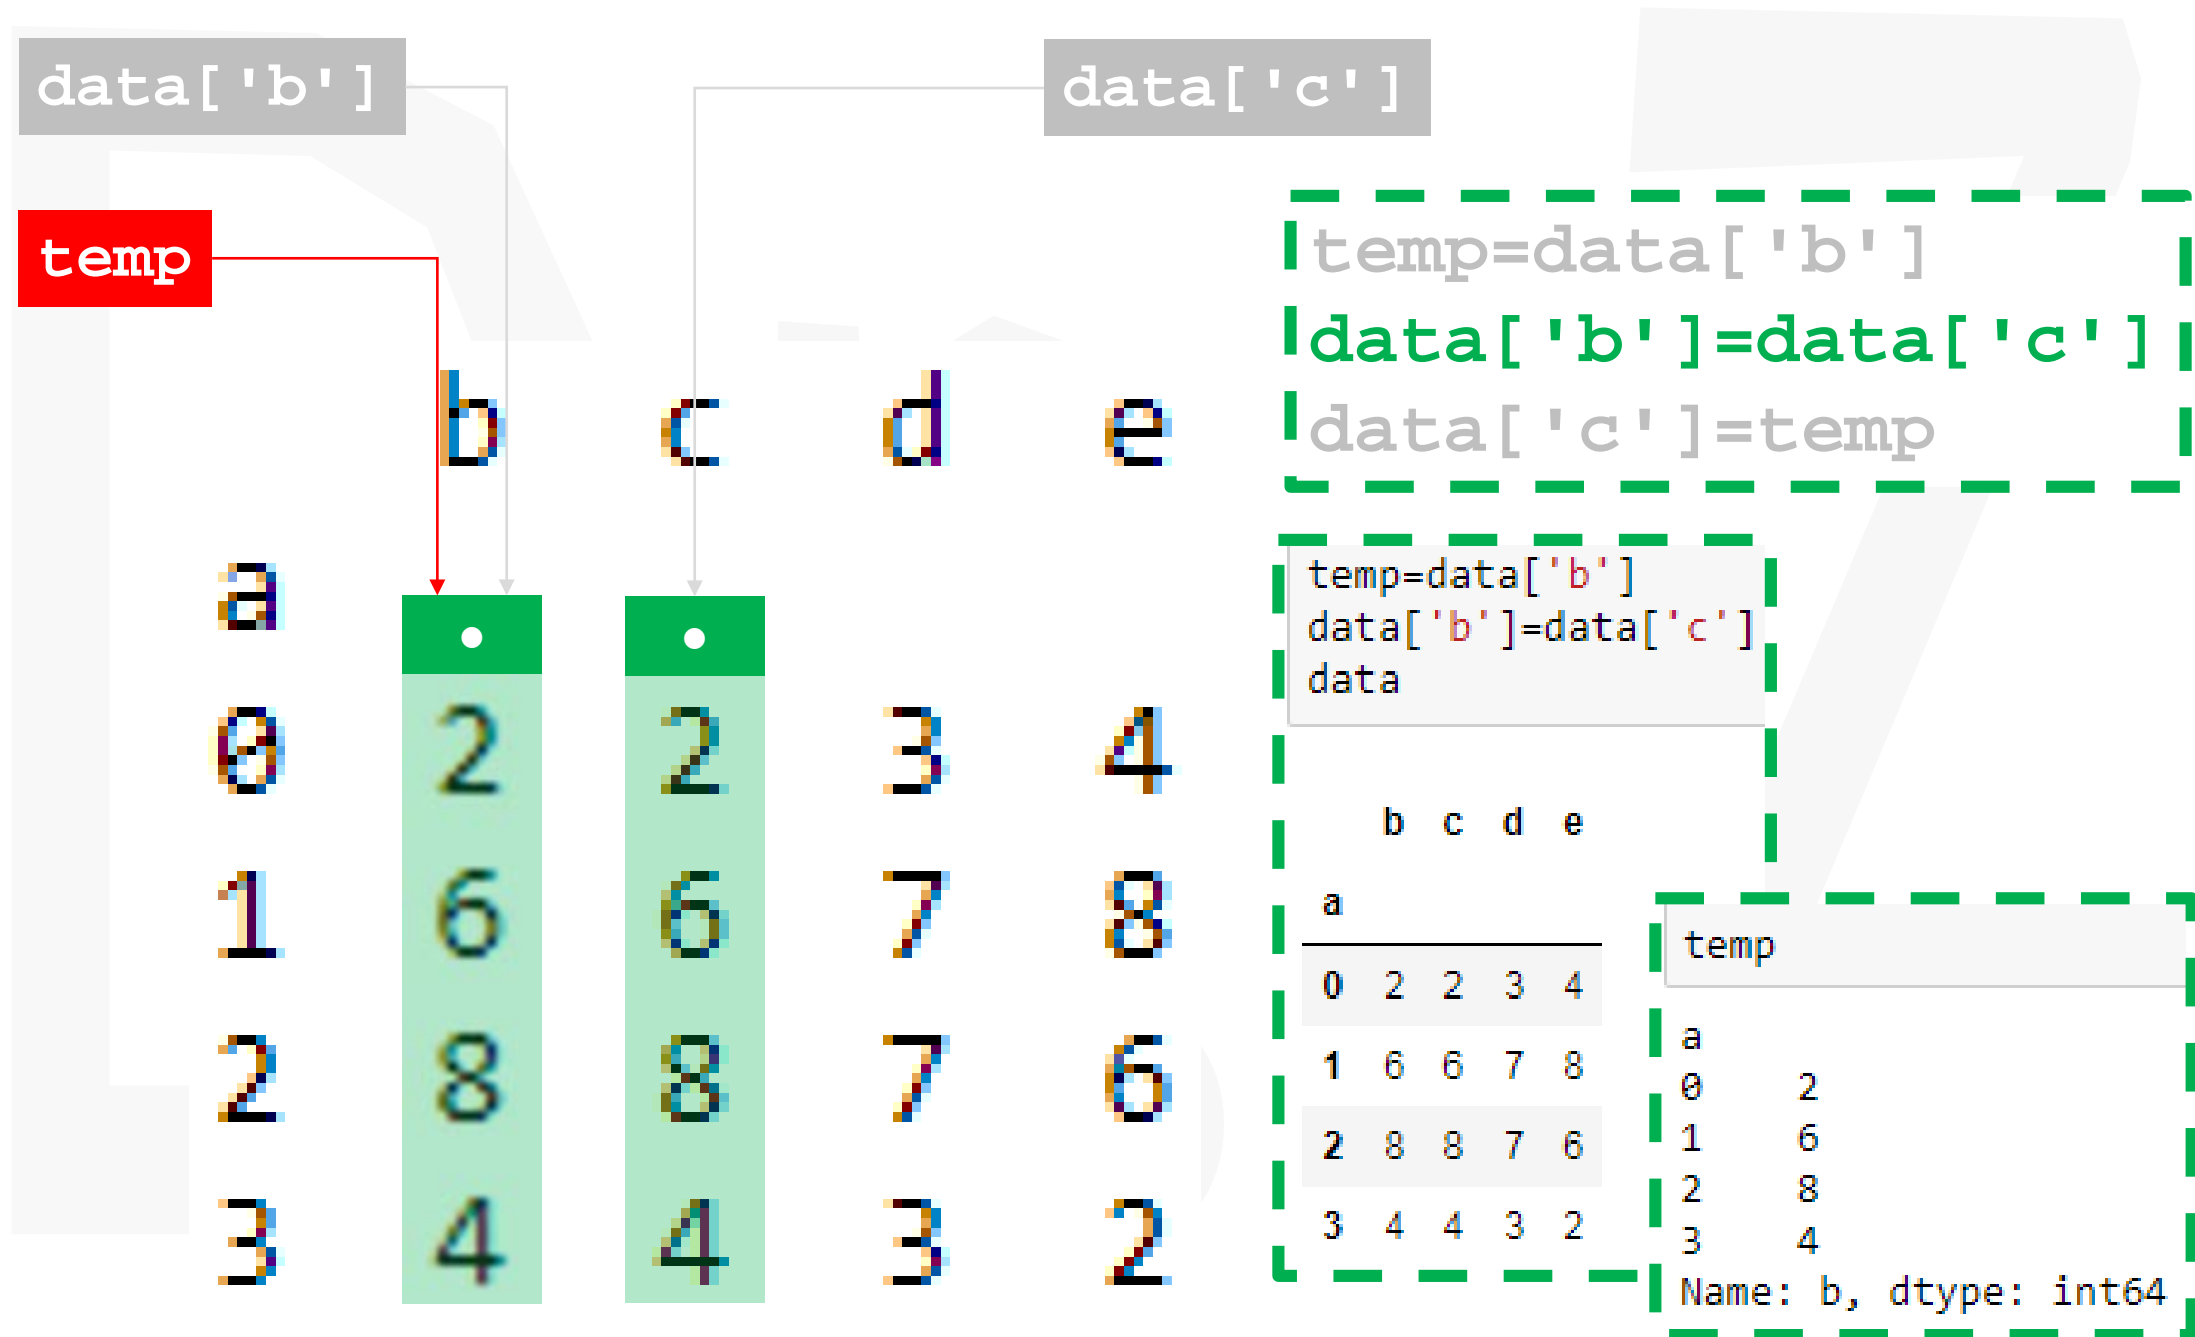 data['b']
data['c']
temp
temp=data['b']
data['b']=data['c']
data['c']=temp
b c d e
a
0 2 2 3 4
1 6 6 7 8
2 8 8 7 6
3 4 4 3 2
temp=data['b']
data['b']=data['c']
data
b c d e
a
0 2 2 3 4
1 6 6 7 8
2 8 8 7 6
3 4 4 3 2
temp
a
0 2
1 6
2 8
3 4
Name: b, dtype: int64